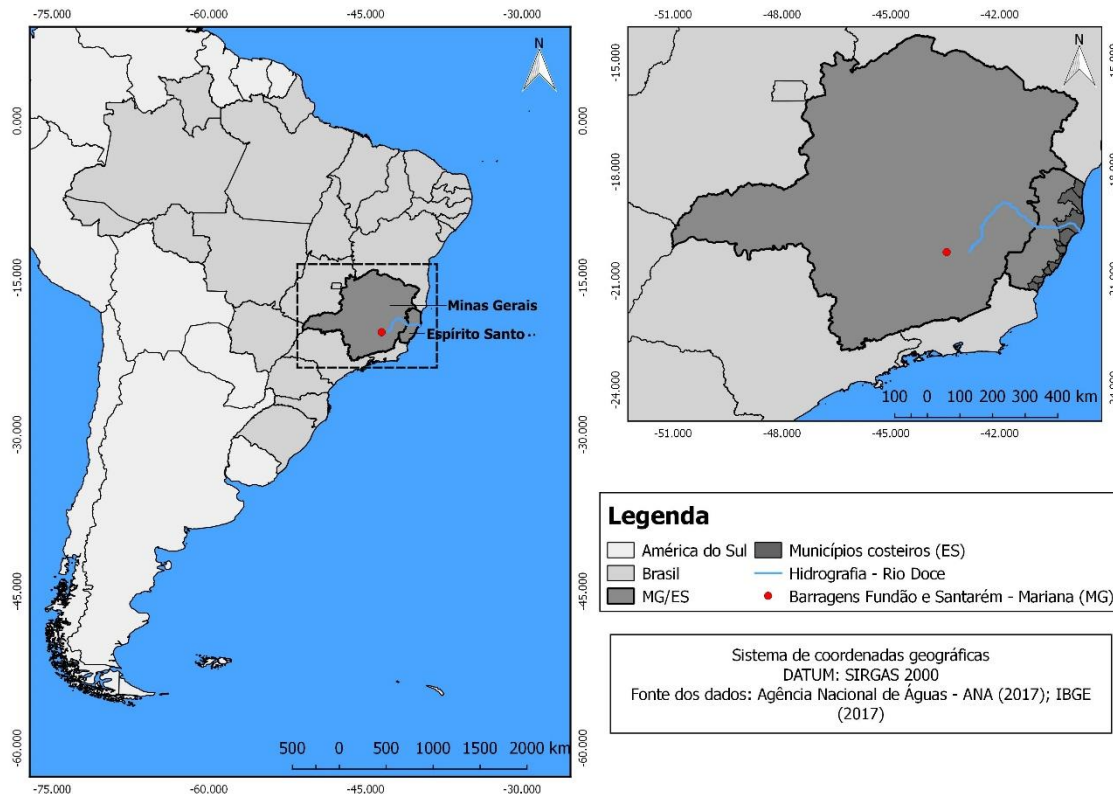 -75.000 -60.000 -45.000 -30.000
N
0.000 0.000
-15.000 -15.000
Minas Gerais
Espírito Santo
-30.000 -30.000
-45.000 -45.000
-60.000 -60.000
500 0 500 1000 1500 2000 km
-75.000 -60.000 -45.000 -30.000
-51.000 -48.000 -45.000 -42.000
N
-15.000 -15.000
-18.000 -18.000
-21.000 -21.000
-24.000 -24.000
100 0 100 200 300 400 km
-51.000 -48.000 -45.000 -42.000
Legenda
América do Sul Municípios costeiros (ES)
Brasil Hidrografia - Rio Doce
MG/ES Barragens Fundão e Santarém - Mariana (MG)
Sistema de coordenadas geográficas
DATUM: SIRGAS 2000
Fonte dos dados: Agência Nacional de Águas - ANA (2017); IBGE
(2017)